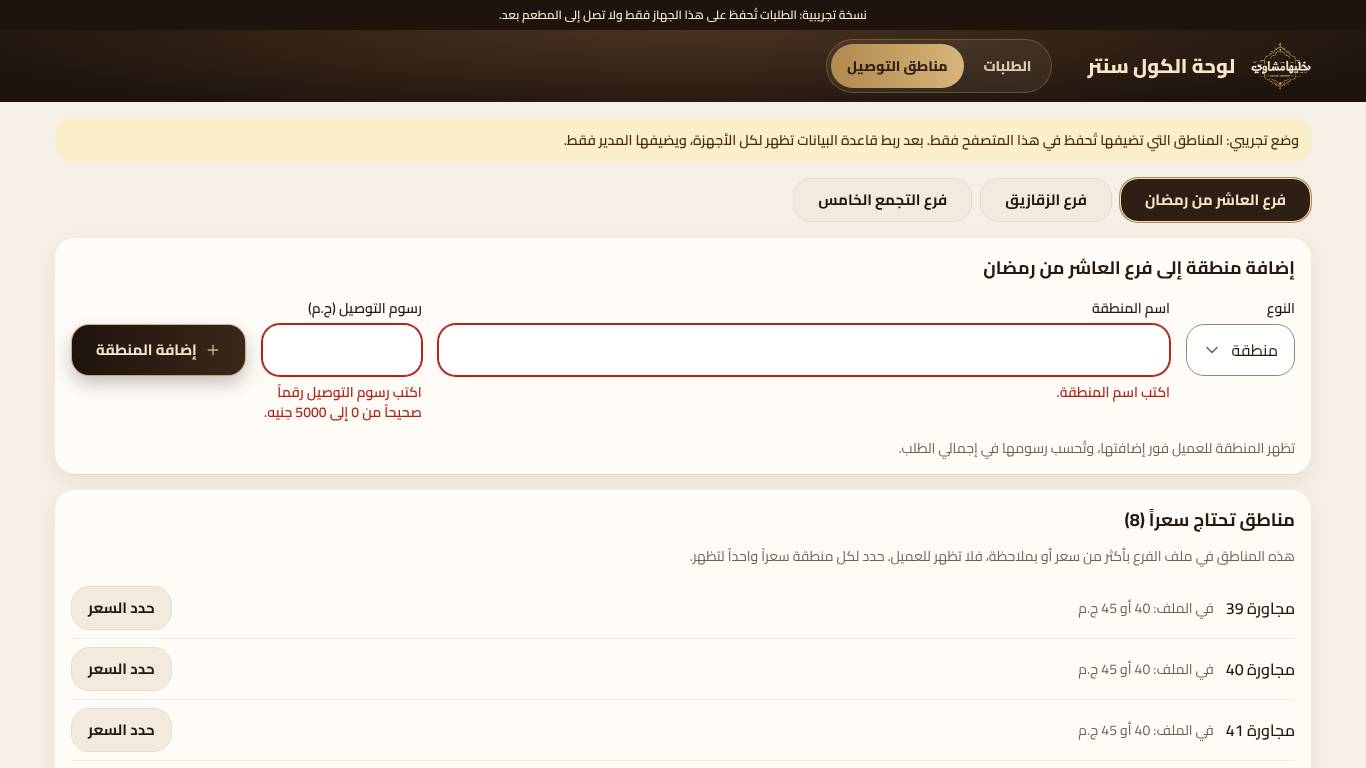 نسخة تجريبية: الطلبات تُحفظ على هذا الجهاز فقط ولا تصل إلى المطعم بعد.
خليها مشاوي
لوحة الكول سنتر
الطلبات
مناطق التوصيل
وضع تجريبي: المناطق التي تضيفها تُحفظ في هذا المتصفح فقط. بعد ربط قاعدة البيانات تظهر لكل الأجهزة، ويضيفها المدير فقط.
فرع العاشر من رمضان
فرع الزقازيق
فرع التجمع الخامس
إضافة منطقة إلى فرع العاشر من رمضان
النوع
اسم المنطقة
رسوم التوصيل (ج.م)
منطقة
إضافة المنطقة
اكتب اسم المنطقة.
اكتب رسوم التوصيل رقماً
صحيحاً من 0 إلى 5000 جنيه.
تظهر المنطقة للعميل فور إضافتها، وتُحسب رسومها في إجمالي الطلب.
مناطق تحتاج سعراً (8)
هذه المناطق في ملف الفرع بأكثر من سعر أو بملاحظة، فلا تظهر للعميل. حدد لكل منطقة سعراً واحداً لتظهر.
مجاورة 39 في الملف: 40 أو 45 ج.م حدد السعر
مجاورة 40 في الملف: 40 أو 45 ج.م حدد السعر
مجاورة 41 في الملف: 40 أو 45 ج.م حدد السعر